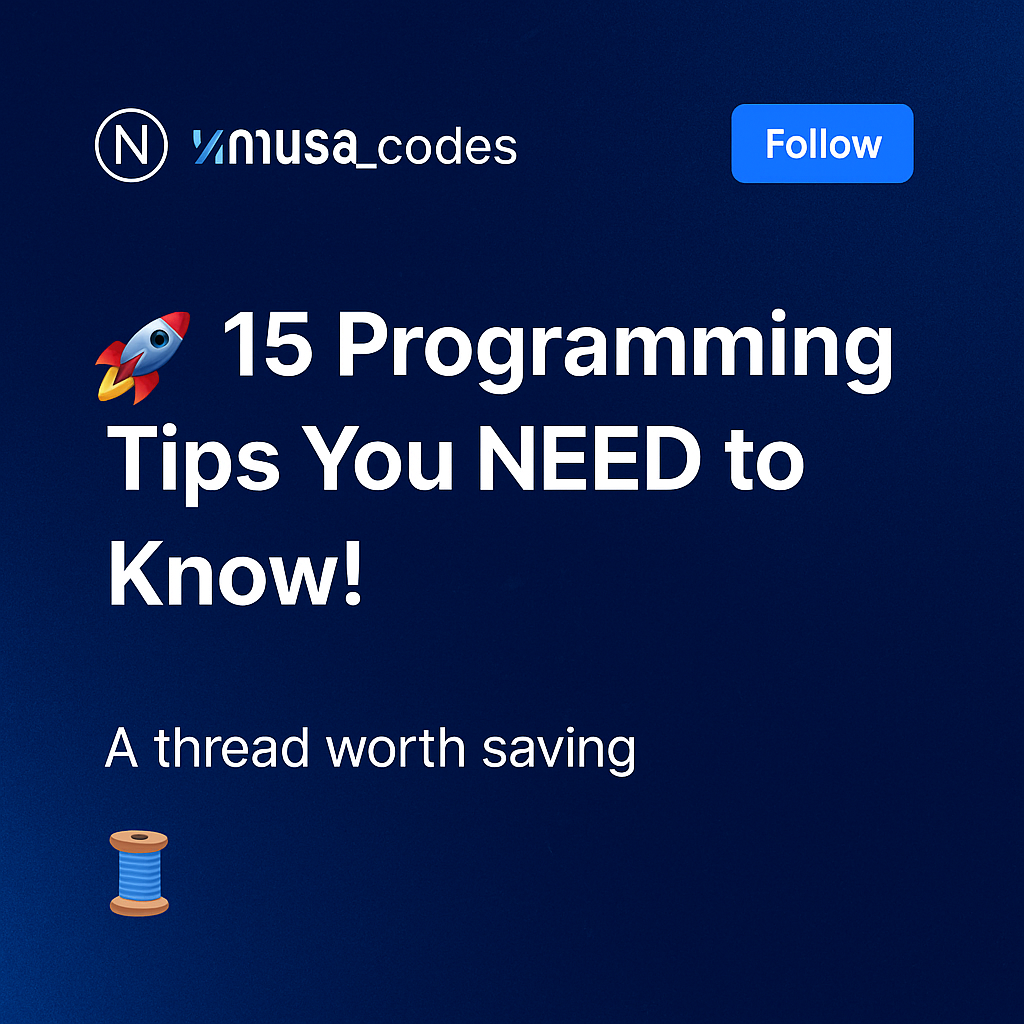 N musa_codes Follow
🚀 15 Programming
Tips You NEED to
Know!
A thread worth saving
🧵